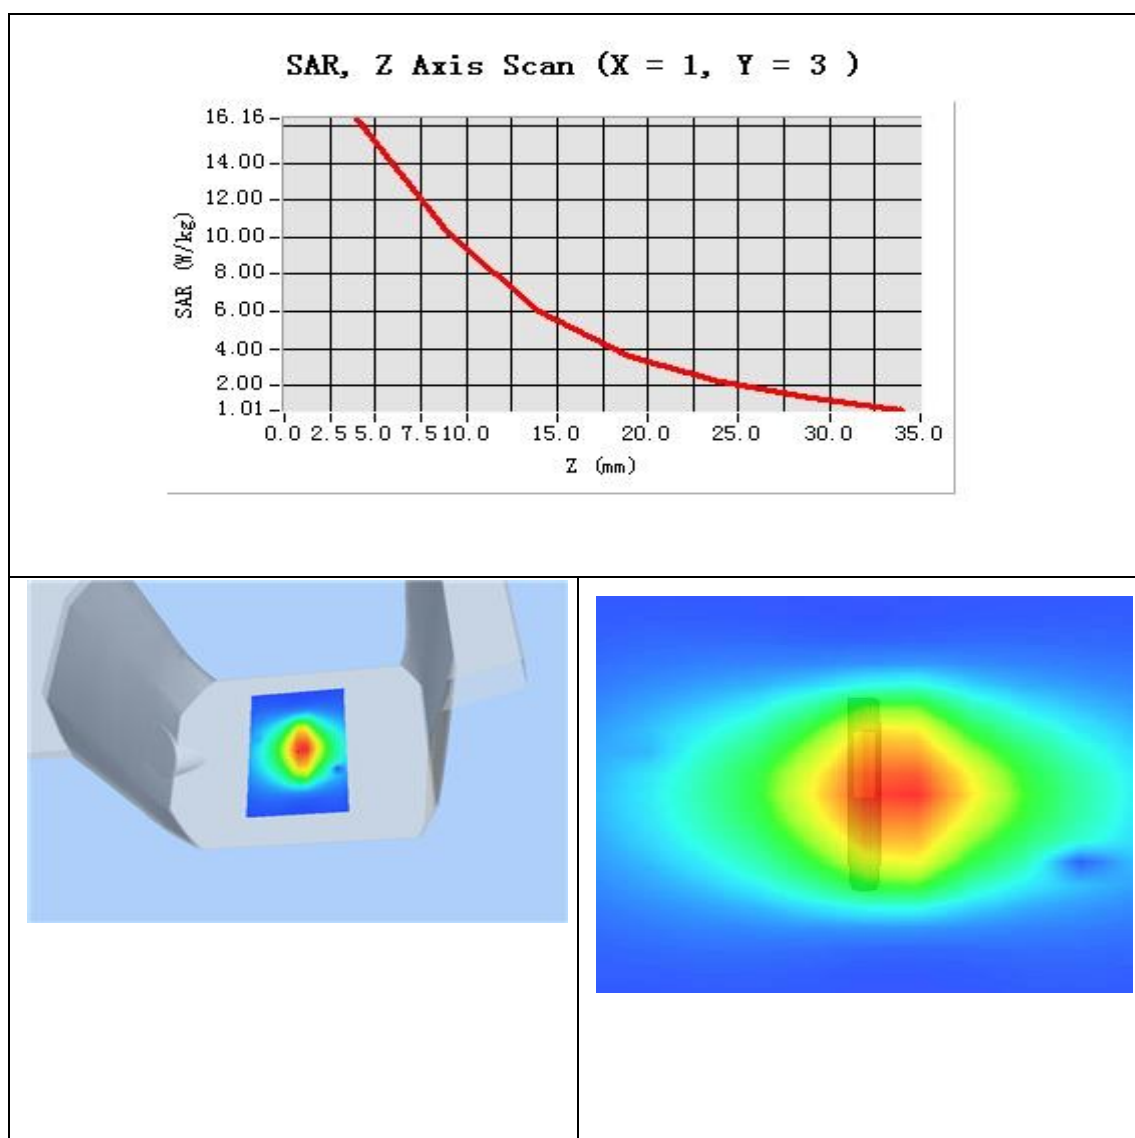 SAR, Z Axis Scan (X = 1, Y = 3 )
16.16
14.00
12.00
10.00
8.00
6.00
4.00
2.00
1.01
SAR (W/kg)
0.0 2.5 5.0 7.5 10.0 15.0 20.0 25.0 30.0 35.0
Z (mm)